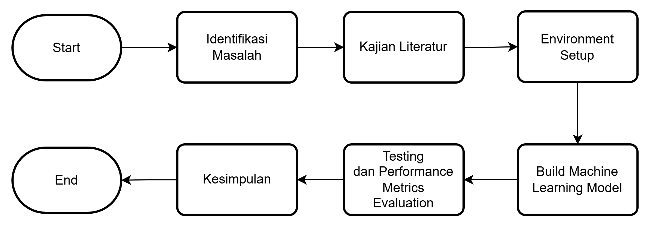 Start
Identifikasi
Masalah
Kajian Literatur
Environment
Setup
Build Machine
Learning Model
Testing
dan Performance
Metrics
Evaluation
Kesimpulan
End